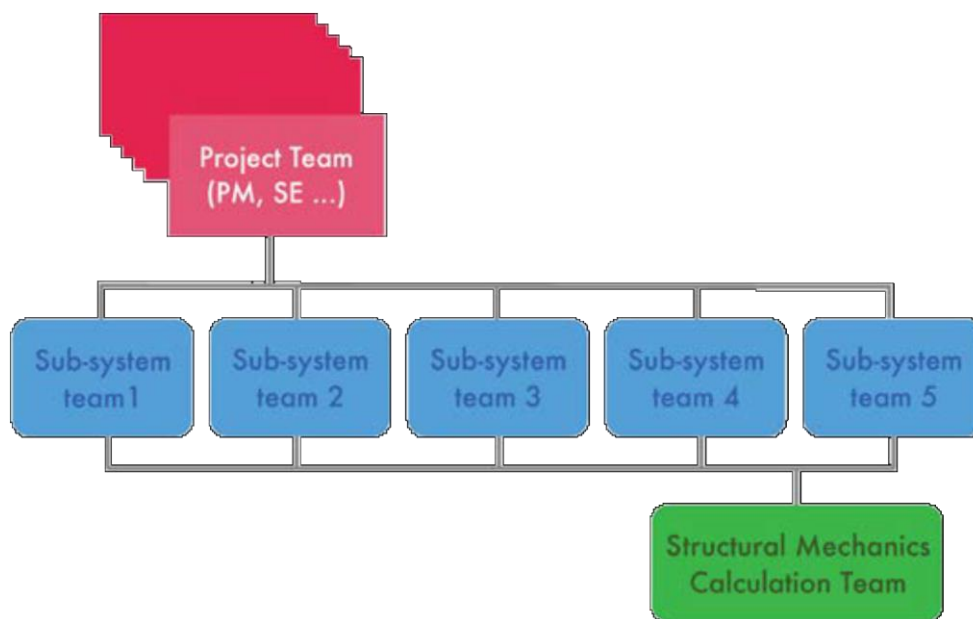 Project Team
(PM, SE ...)
Sub-system
team1
Sub-system
team 2
Sub-system
team 3
Sub-system
team 4
Sub-system
team 5
Structural Mechanics
Calculation Team